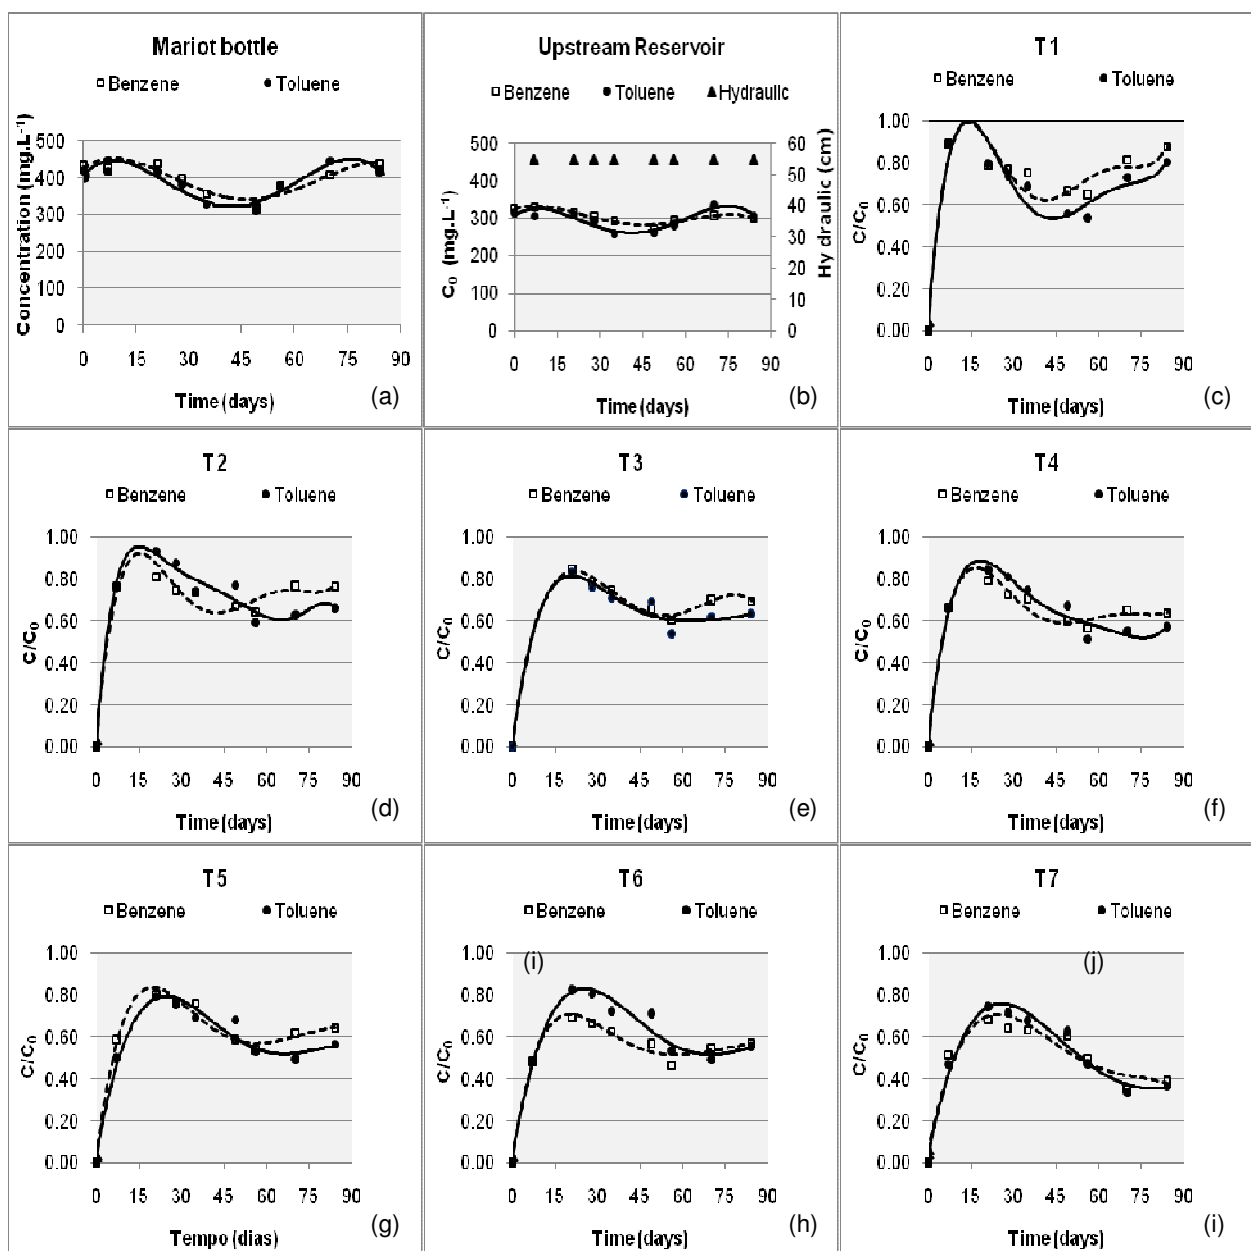 Mariot bottle
Benzene Toluene
Concentration (mg.L⁻¹)
500
400
300
200
100
0
0 15 30 45 60 75 90
Time (days)
(a)
Upstream Reservoir
Benzene Toluene Hydraulic
C₀ (mg.L⁻¹)
500
400
300
200
100
0
60
50
40
30
20
10
0
Hydraulic (cm)
0 15 30 45 60 75 90
Time (days)
(b)
T1
Benzene Toluene
C/C₀
1.00
0.80
0.60
0.40
0.20
0.00
0 15 30 45 60 75 90
Time (days)
(c)
T2
Benzene Toluene
C/C₀
1.00
0.80
0.60
0.40
0.20
0.00
0 15 30 45 60 75 90
Time (days)
(d)
T3
Benzene Toluene
C/C₀
1.00
0.80
0.60
0.40
0.20
0.00
0 15 30 45 60 75 90
Time (days)
(e)
T4
Benzene Toluene
C/C₀
1.00
0.80
0.60
0.40
0.20
0.00
0 15 30 45 60 75 90
Time (days)
(f)
T5
Benzene Toluene
C/C₀
1.00
0.80
0.60
0.40
0.20
0.00
0 15 30 45 60 75 90
Tempo (dias)
(g)
T6
Benzene Toluene
(i)
C/C₀
1.00
0.80
0.60
0.40
0.20
0.00
0 15 30 45 60 75 90
Time (days)
(h)
T7
Benzene Toluene
(j)
C/C₀
1.00
0.80
0.60
0.40
0.20
0.00
0 15 30 45 60 75 90
Time (days)
(i)